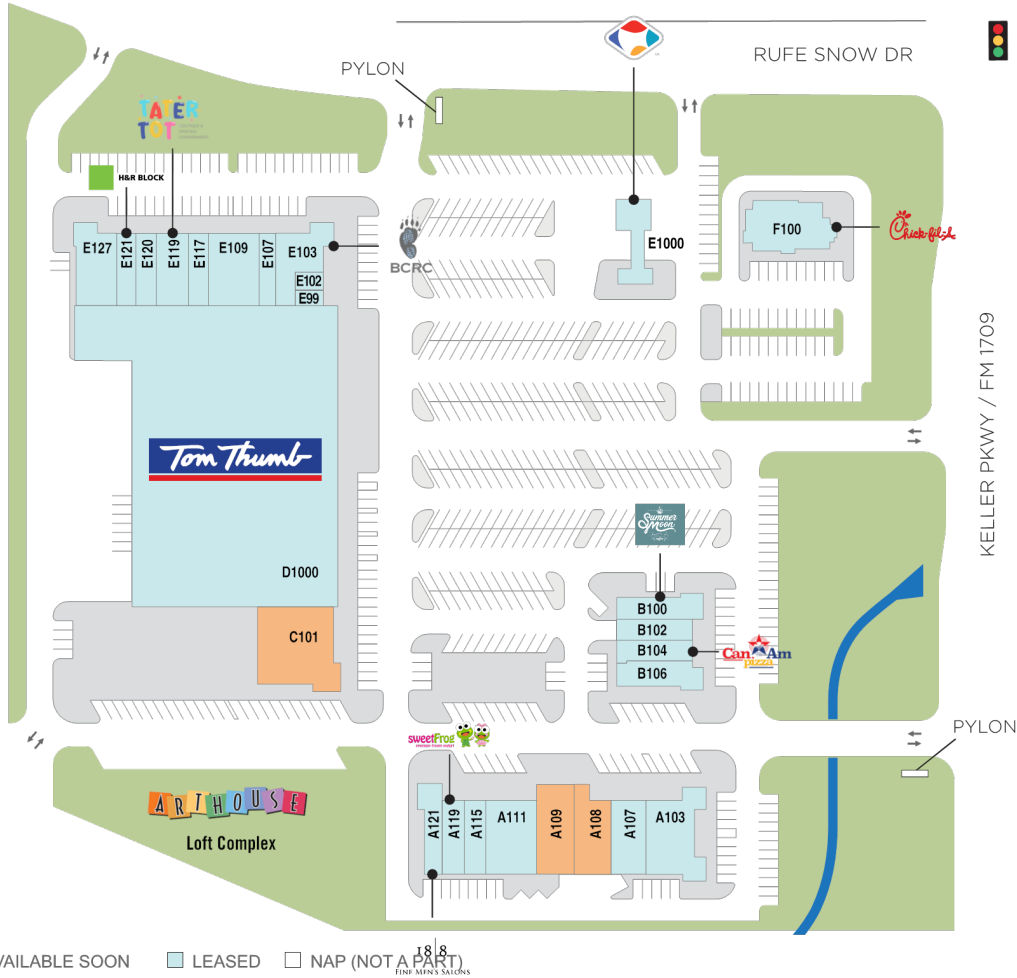 RUFE SNOW DR
PYLON
TATER
TOT
H&R BLOCK
E127
E121
E120
E119
E117
E109
E107
E103
E102
E99
BCRC
E1000
F100
Chick-fil-A
KELLER PKWY / FM 1709
Tom Thumb
D1000
C101
Summer
Moon
B100
B102
B104
B106
Can Am
pizza
PYLON
sweetFrog
ARTHOUSE
Loft Complex
A121
A119
A115
A111
A109
A108
A107
A103
VAILABLE SOON
LEASED
NAP (NOT A PART)
18|8
FINE MEN'S SALONS